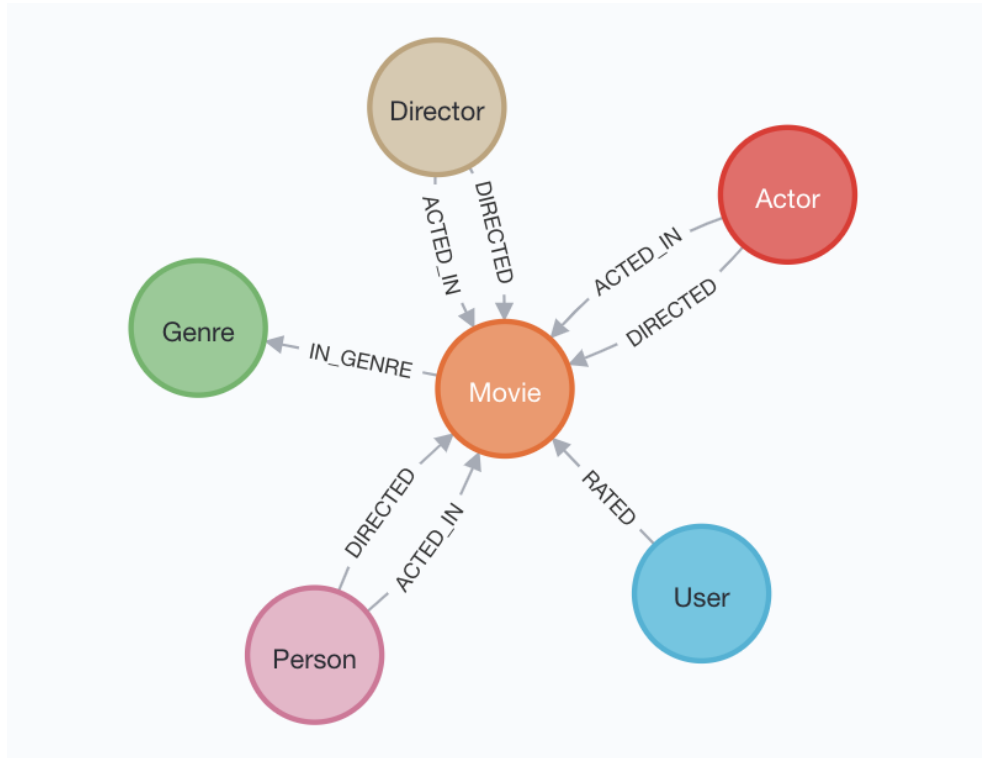 Director
Actor
ACTED_IN
DIRECTED
ACTED_IN
DIRECTED
Genre
IN_GENRE
Movie
DIRECTED
ACTED_IN
RATED
User
Person